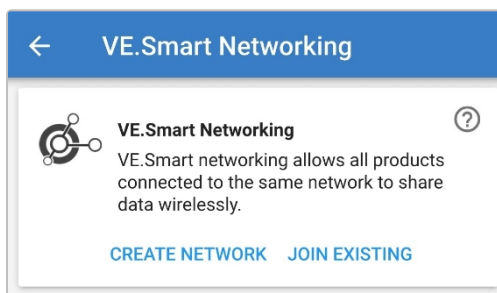 VE.Smart Networking
VE.Smart Networking
VE.Smart networking allows all products
connected to the same network to share
data wirelessly.
CREATE NETWORK JOIN EXISTING